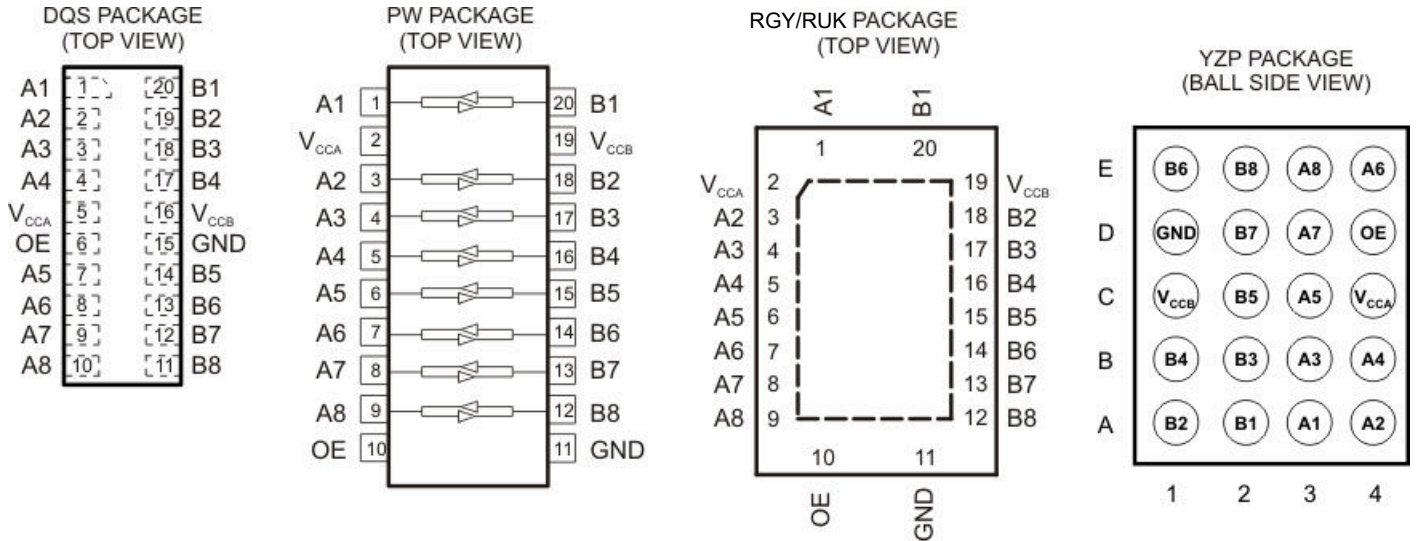 DQS PACKAGE
(TOP VIEW)
A1 1 20 B1
A2 2 19 B2
A3 3 18 B3
A4 4 17 B4
VCCA 5 16 VCCB
OE 6 15 GND
A5 7 14 B5
A6 8 13 B6
A7 9 12 B7
A8 10 11 B8
PW PACKAGE
(TOP VIEW)
A1 1 20 B1
VCCA 2 19 VCCB
A2 3 18 B2
A3 4 17 B3
A4 5 16 B4
A5 6 15 B5
A6 7 14 B6
A7 8 13 B7
A8 9 12 B8
OE 10 11 GND
RGY/RUK PACKAGE
(TOP VIEW)
A1 B1
1 20
VCCA 2 19 VCCB
A2 3 18 B2
A3 4 17 B3
A4 5 16 B4
A5 6 15 B5
A6 7 14 B6
A7 8 13 B7
A8 9 12 B8
10 11
OE GND
YZP PACKAGE
(BALL SIDE VIEW)
E B6 B8 A8 A6
D GND B7 A7 OE
C VCCB B5 A5 VCCA
B B4 B3 A3 A4
A B2 B1 A1 A2
1 2 3 4